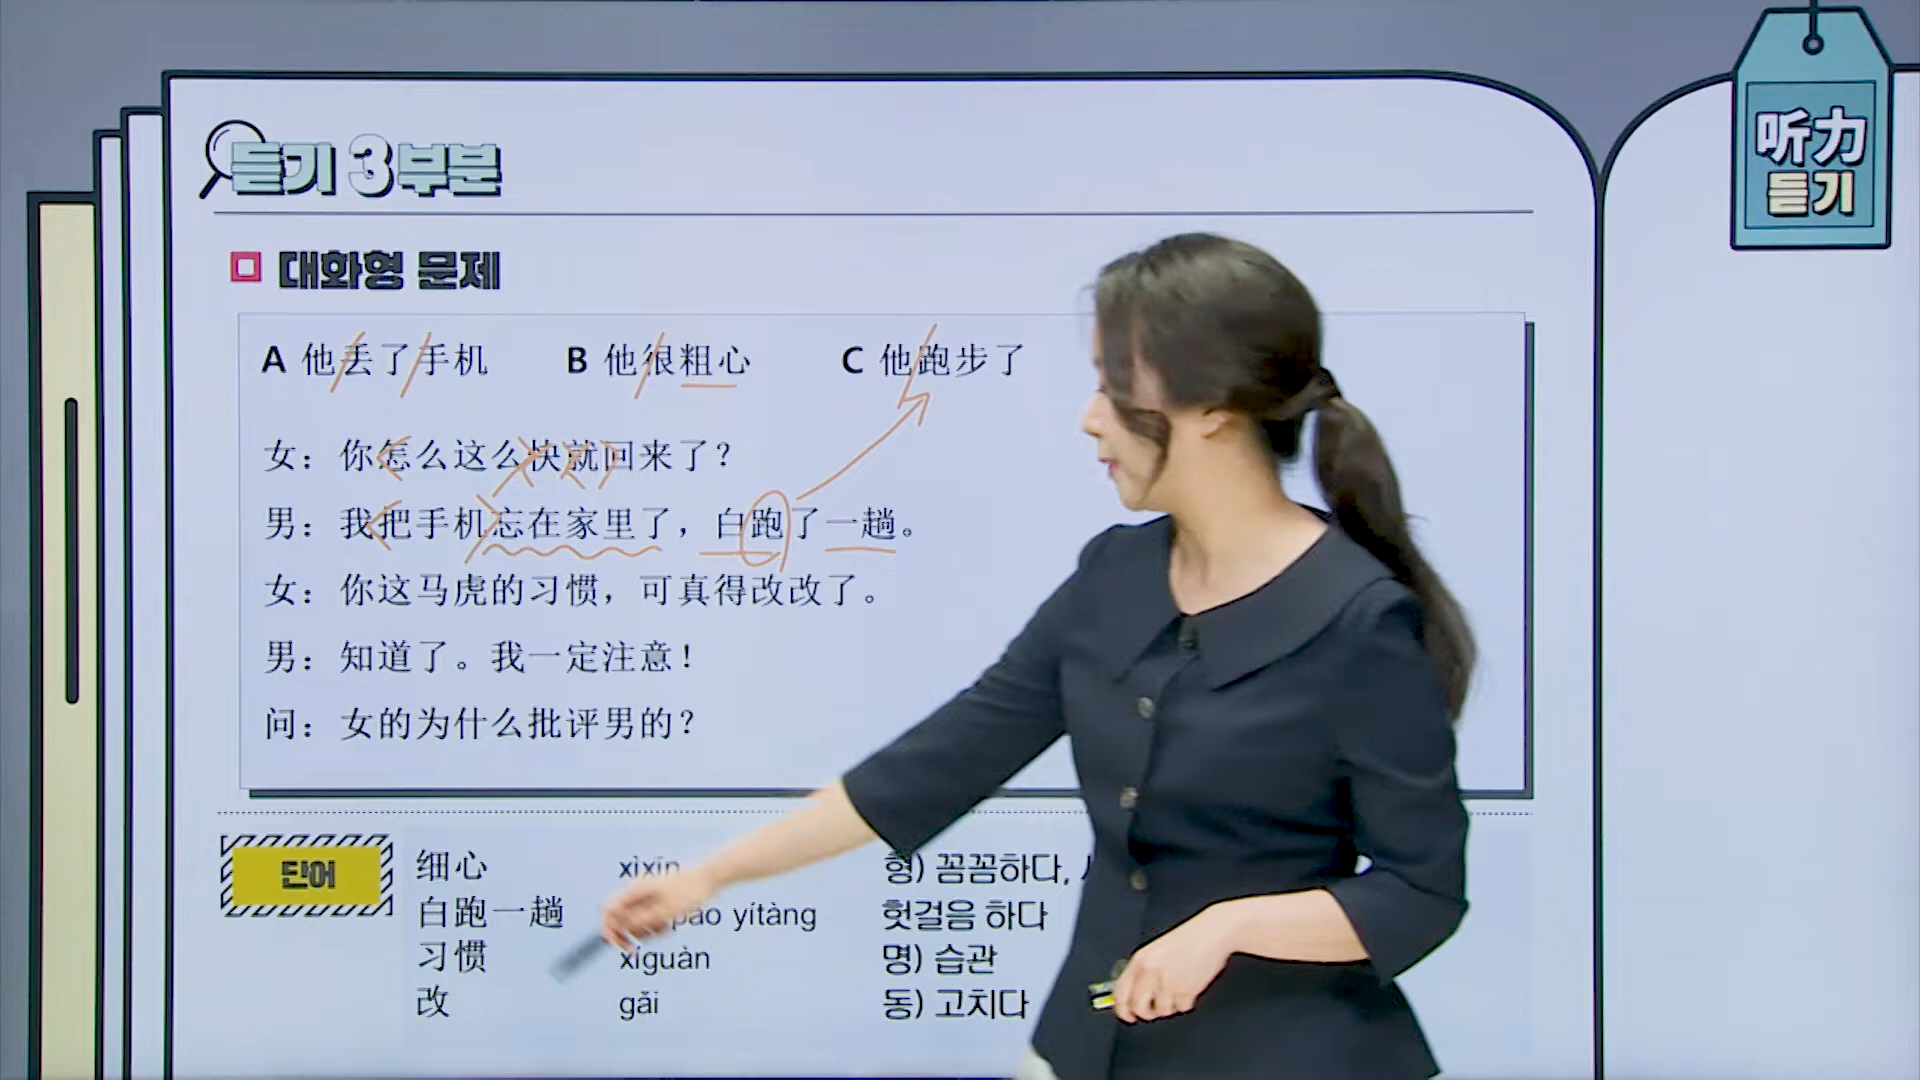 듣기 3 부분
听力
듣기
대화형 문제
A 他丢了手机 B 他很粗心 C 他跑步了
女：你怎么这么快就回来了？
男：我把手机忘在家里了，白跑了一趟。
女：你这马虎的习惯，可真得改改了。
男：知道了。我一定注意！
问：女的为什么批评男的？
단어
细心 xìxīn 형) 꼼꼼하다,
白跑一趟 pǎo yítàng 헛걸음 하다
习惯 xíguàn 명) 습관
改 gǎi 동) 고치다